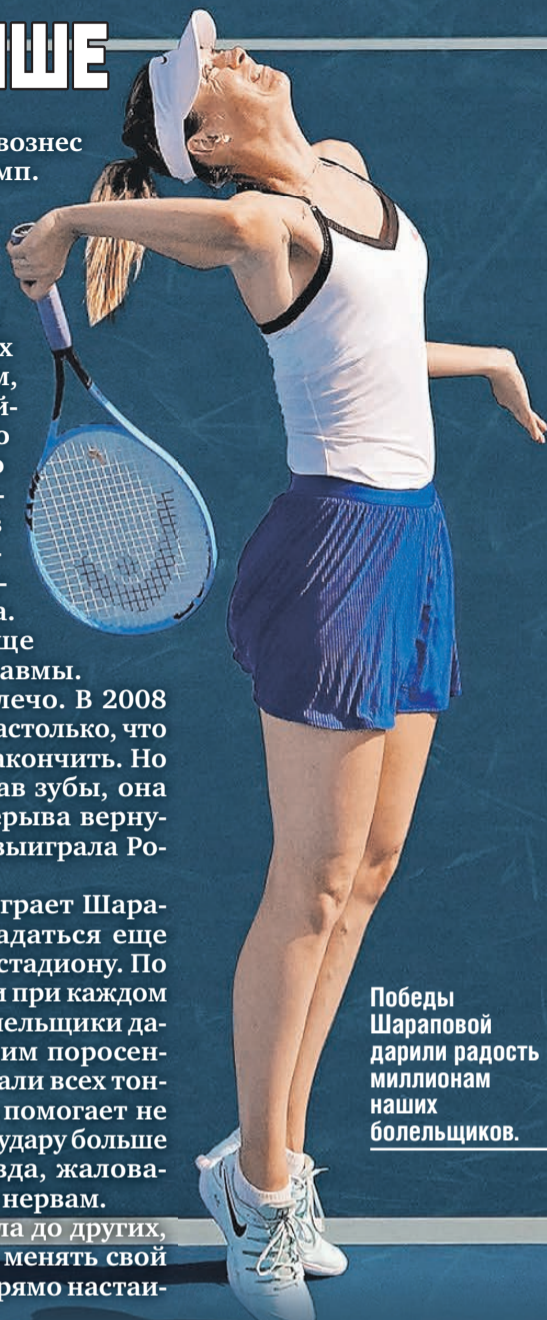 ШЕ
вознес
мп.
х
м,
й-
о
о
-
в
-
-
а.
ще
авмы.
лечо. В 2008
астолько, что
акончить. Но
ав зубы, она
ерыва верну-
выиграла Ро-
грает Шара-
адаться еще
стадиону. По
и при каждом
ельщики да-
им поросен-
али всех тон-
помогает не
удару больше
вда, жалова-
нервам.
ла до других,
менять свой
рямо настаи-
Победы
Шараповой
дарили радость
миллионам
наших
болельщиков.